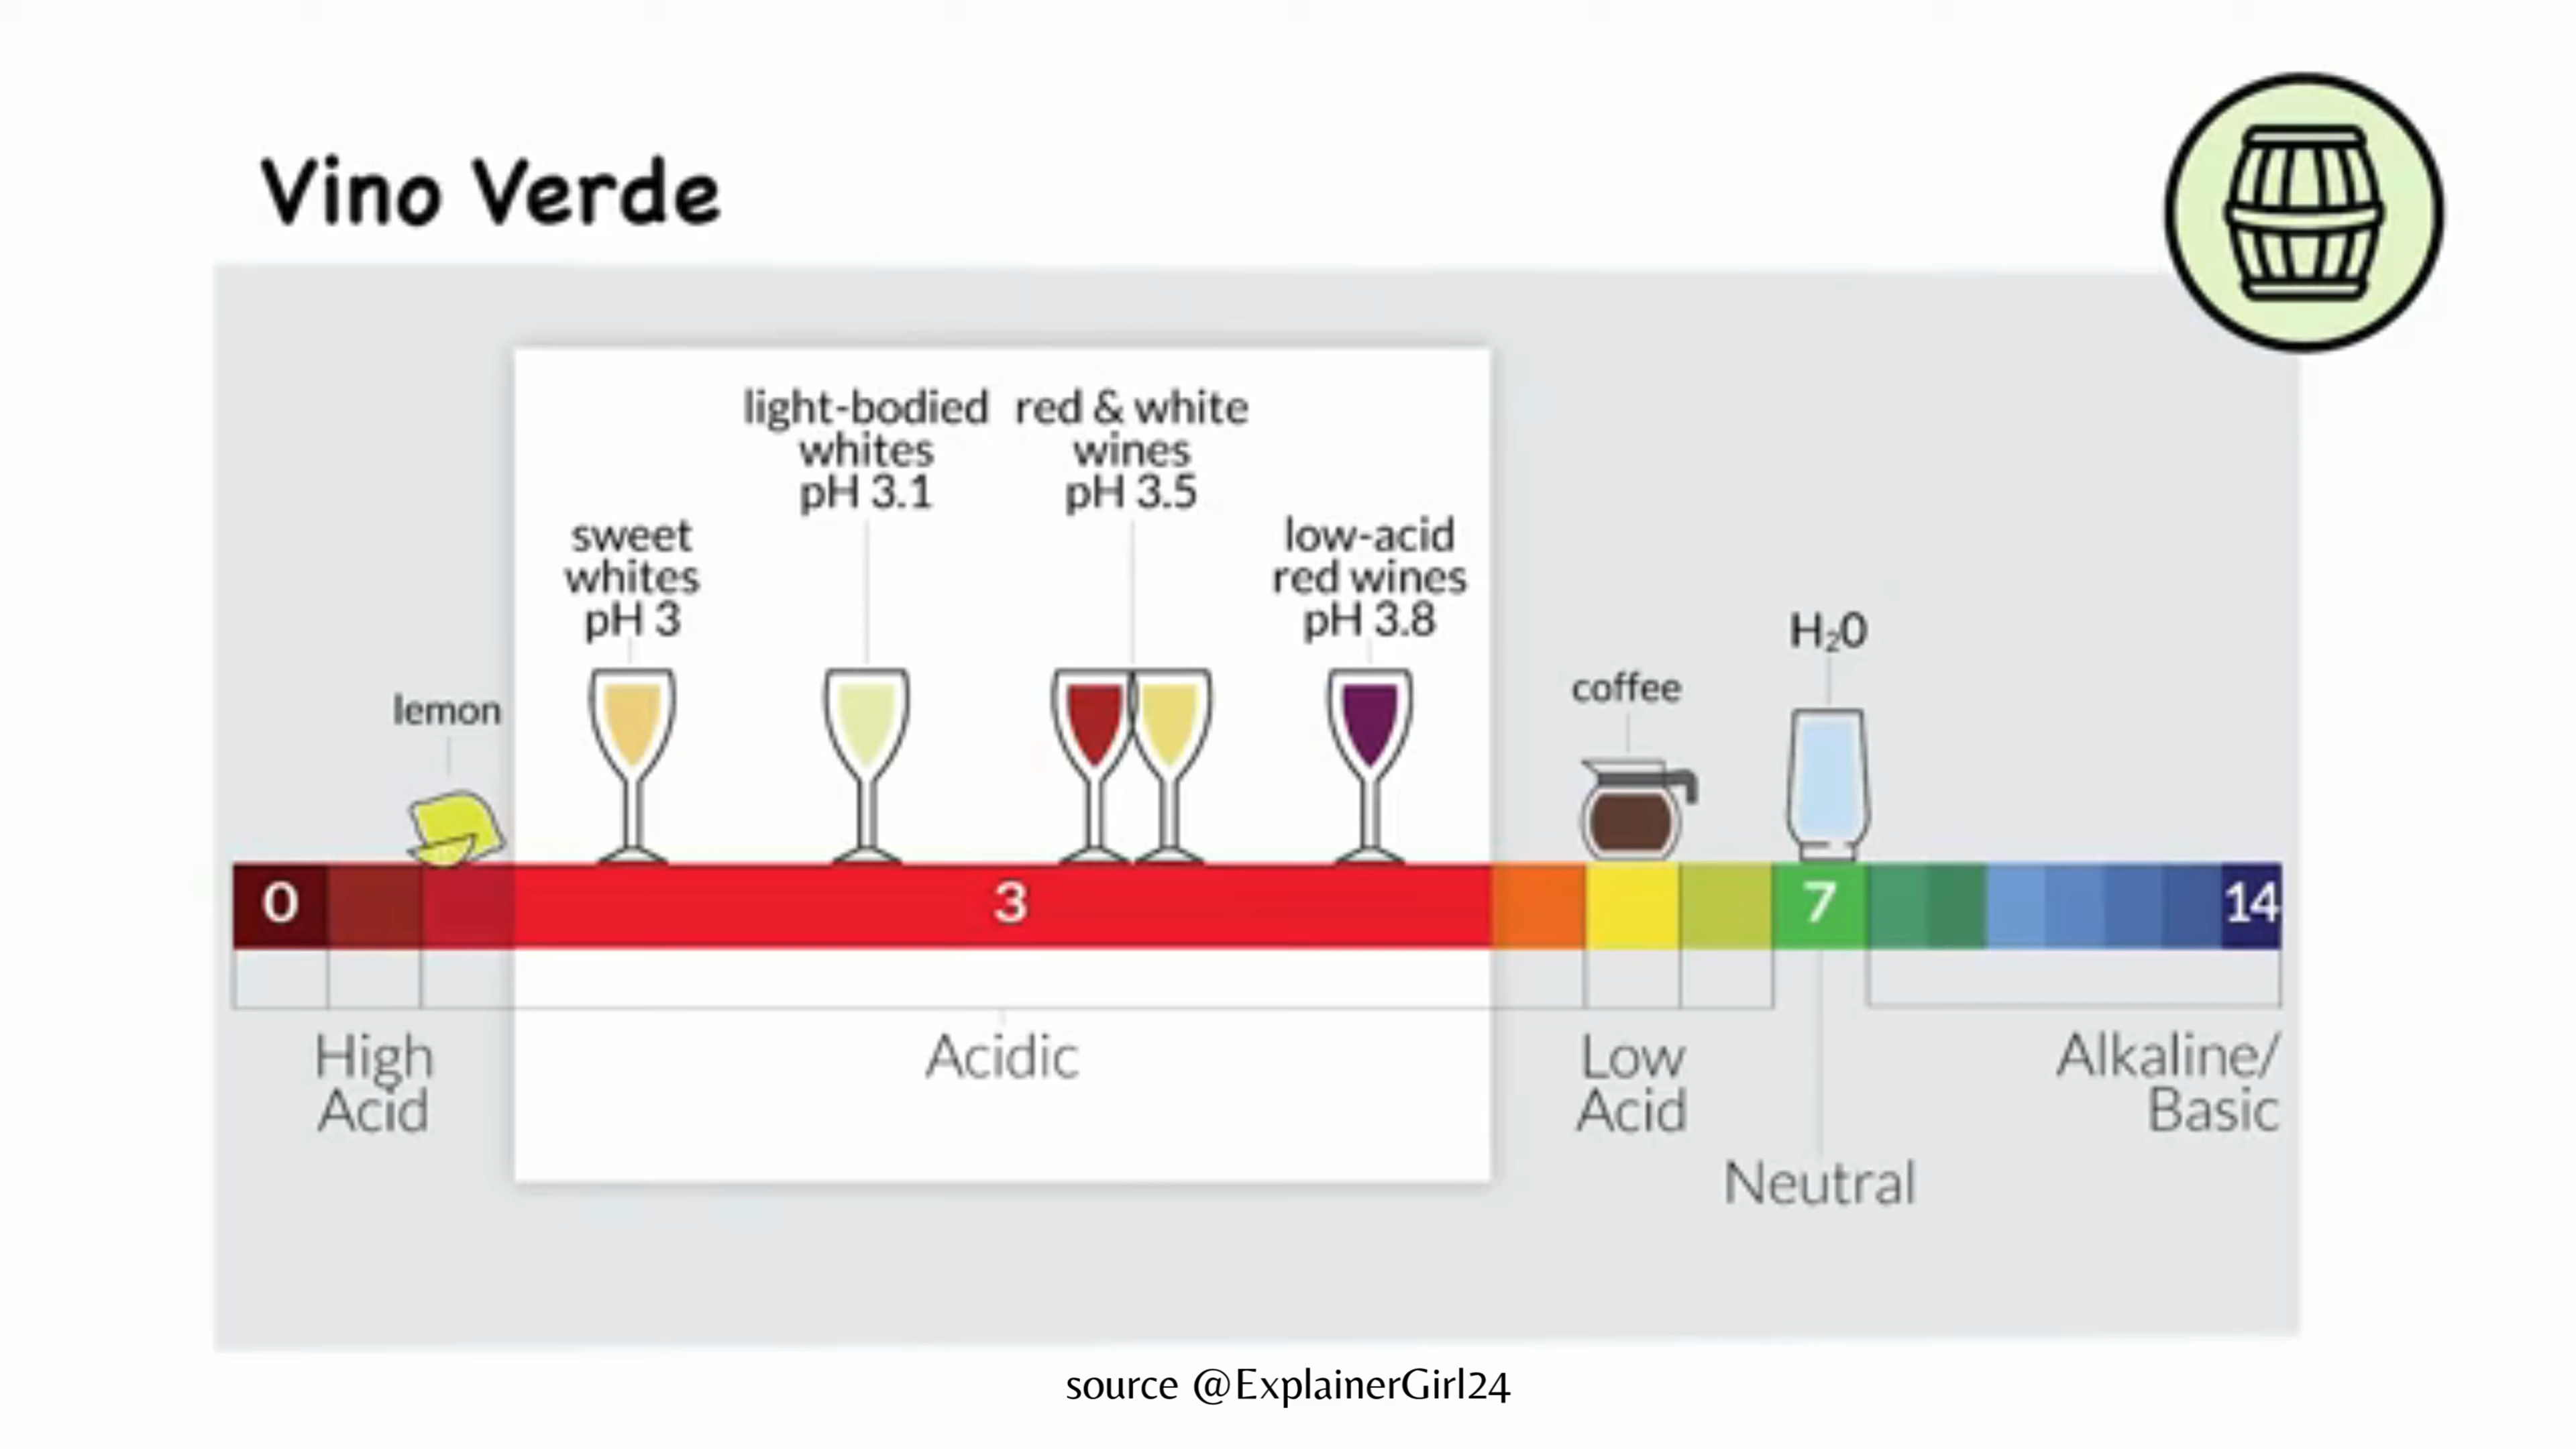 Vino Verde
light-bodied
whites
pH 3.1
red & white
wines
pH 3.5
sweet
whites
pH 3
low-acid
red wines
pH 3.8
lemon
coffee
H₂0
0
3
7
14
High
Acid
Acidic
Low
Acid
Neutral
Alkaline/
Basic
source @ExplainerGirl24